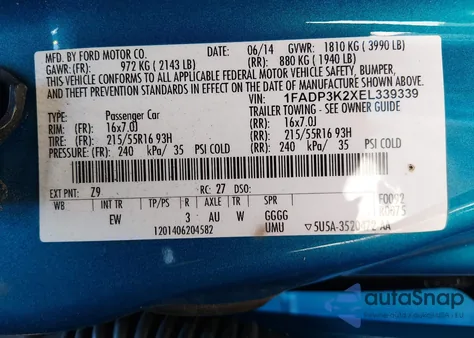 MFD. BY FORD MOTOR CO. DATE: 06/14 GVWR: 1810 KG ( 3990 LB)
GAWR: (FR): 972 KG ( 2143 LB) (RR): 880 KG ( 1940 LB)
THIS VEHICLE CONFORMS TO ALL APPLICABLE FEDERAL MOTOR VEHICLE SAFETY, BUMPER,
AND THEFT PREVENTION STANDARDS IN EFFECT ON THE DATE OF MANUFACTURE SHOWN ABOVE.
VIN: 1FADP3K2XEL339339
TYPE: Passenger Car TRAILER TOWING - SEE OWNER GUIDE
RIM: (FR) 16x7.0J (RR) 16x7.0J
TIRE: (FR) 215/55R16 93H (RR) 215/55R16 93H
PRESSURE: (FR) 240 kPa/ 35 PSI COLD (RR) 240 kPa/ 35 PSI COLD
EXT PNT: Z9 RC: 27 DSO:
WB INT TR TP/PS R AXLE TR SPR
EW 3 AU W GGGG
1201406204582 UMU
autoSnap